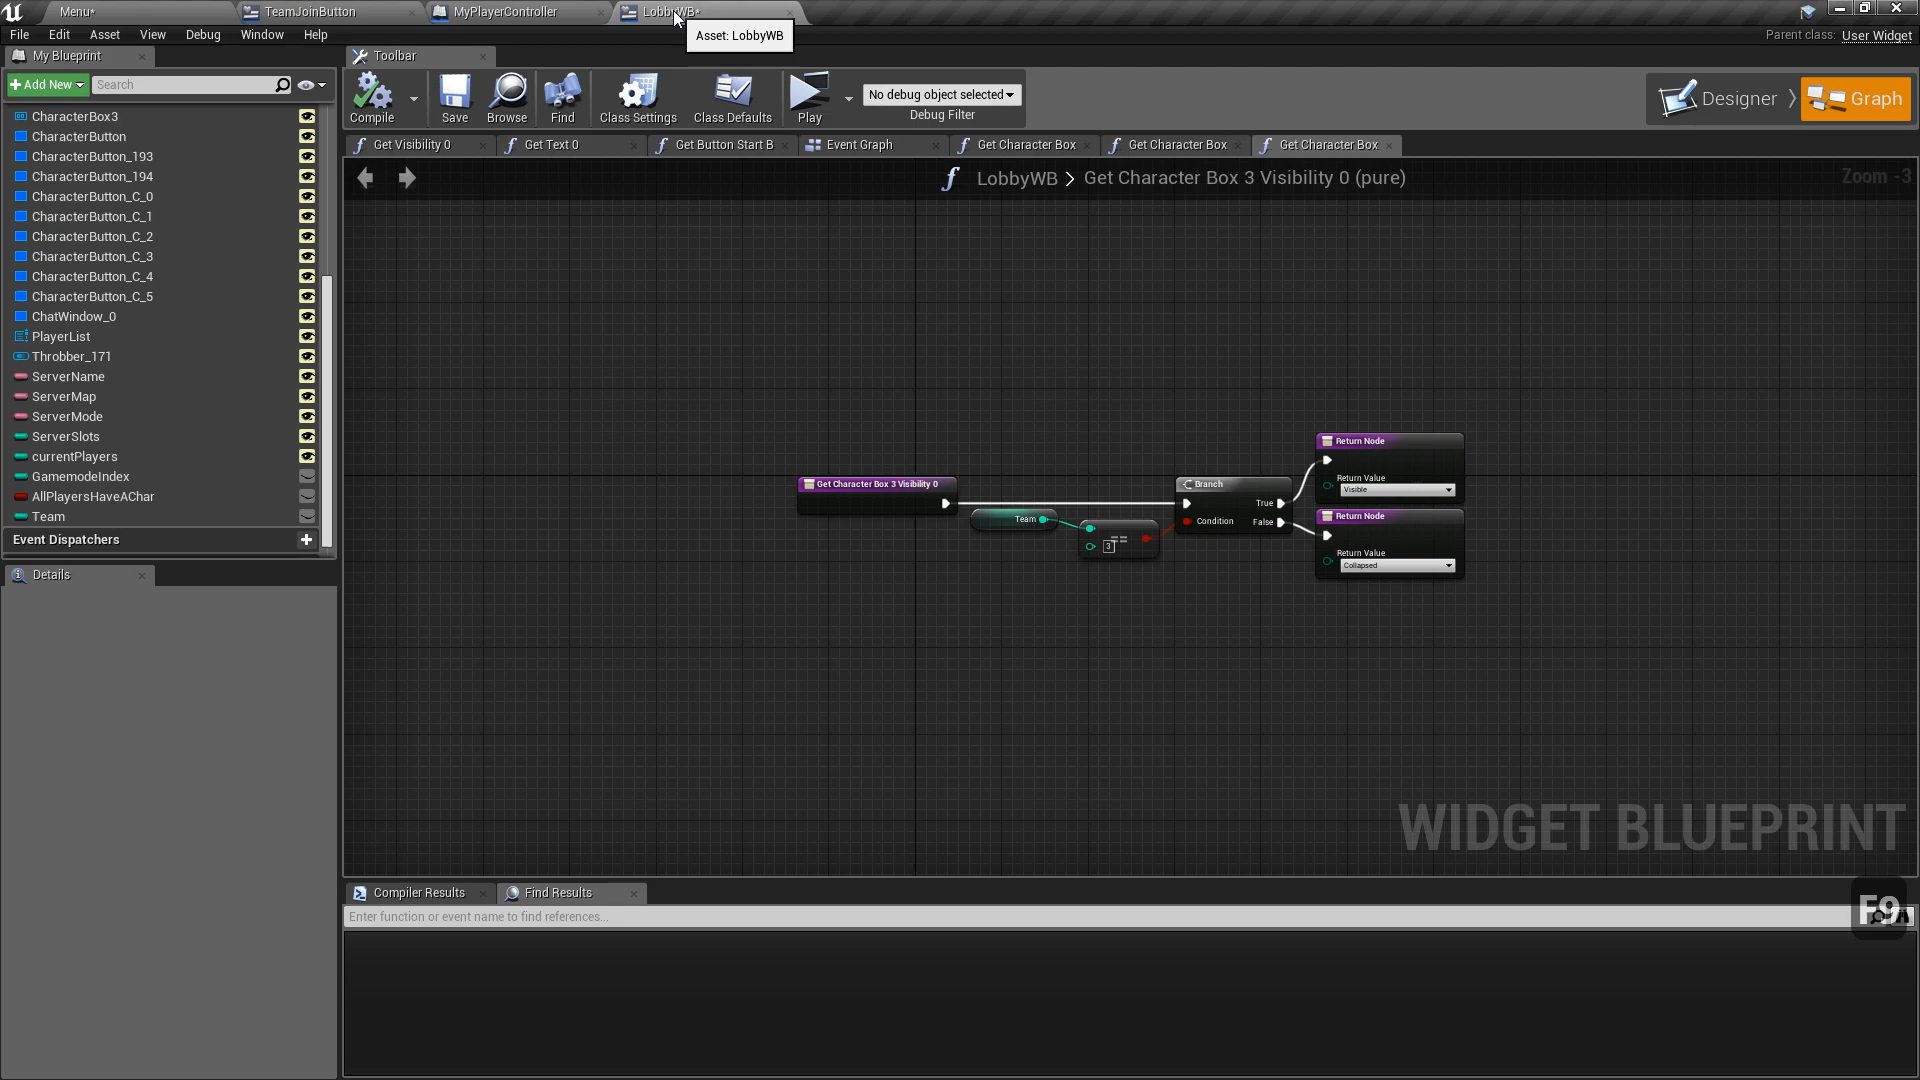 Menu*
TeamJoinButton
MyPlayerController
LobbyWB*
Asset: LobbyWB
File Edit Asset View Debug Window Help
Parent class: User Widget
My Blueprint
Toolbar
Add New
Search
Compile
Save
Browse
Find
Class Settings
Class Defaults
Play
No debug object selected
Debug Filter
Designer
Graph
CharacterBox3
CharacterButton
CharacterButton_193
CharacterButton_194
CharacterButton_C_0
CharacterButton_C_1
CharacterButton_C_2
CharacterButton_C_3
CharacterButton_C_4
CharacterButton_C_5
ChatWindow_0
PlayerList
Throbber_171
ServerName
ServerMap
ServerMode
ServerSlots
currentPlayers
GamemodeIndex
AllPlayersHaveAChar
Team
Event Dispatchers
Details
Get Visibility 0
Get Text 0
Get Button Start B
Event Graph
Get Character Box
Get Character Box
Get Character Box
LobbyWB > Get Character Box 3 Visibility 0 (pure)
Zoom -3
Get Character Box 3 Visibility 0
Team
3
==
Branch
True
Condition
False
Return Node
Return Value
Visible
Return Node
Return Value
Collapsed
WIDGET BLUEPRINT
Compiler Results
Find Results
Enter function or event name to find references...
F9